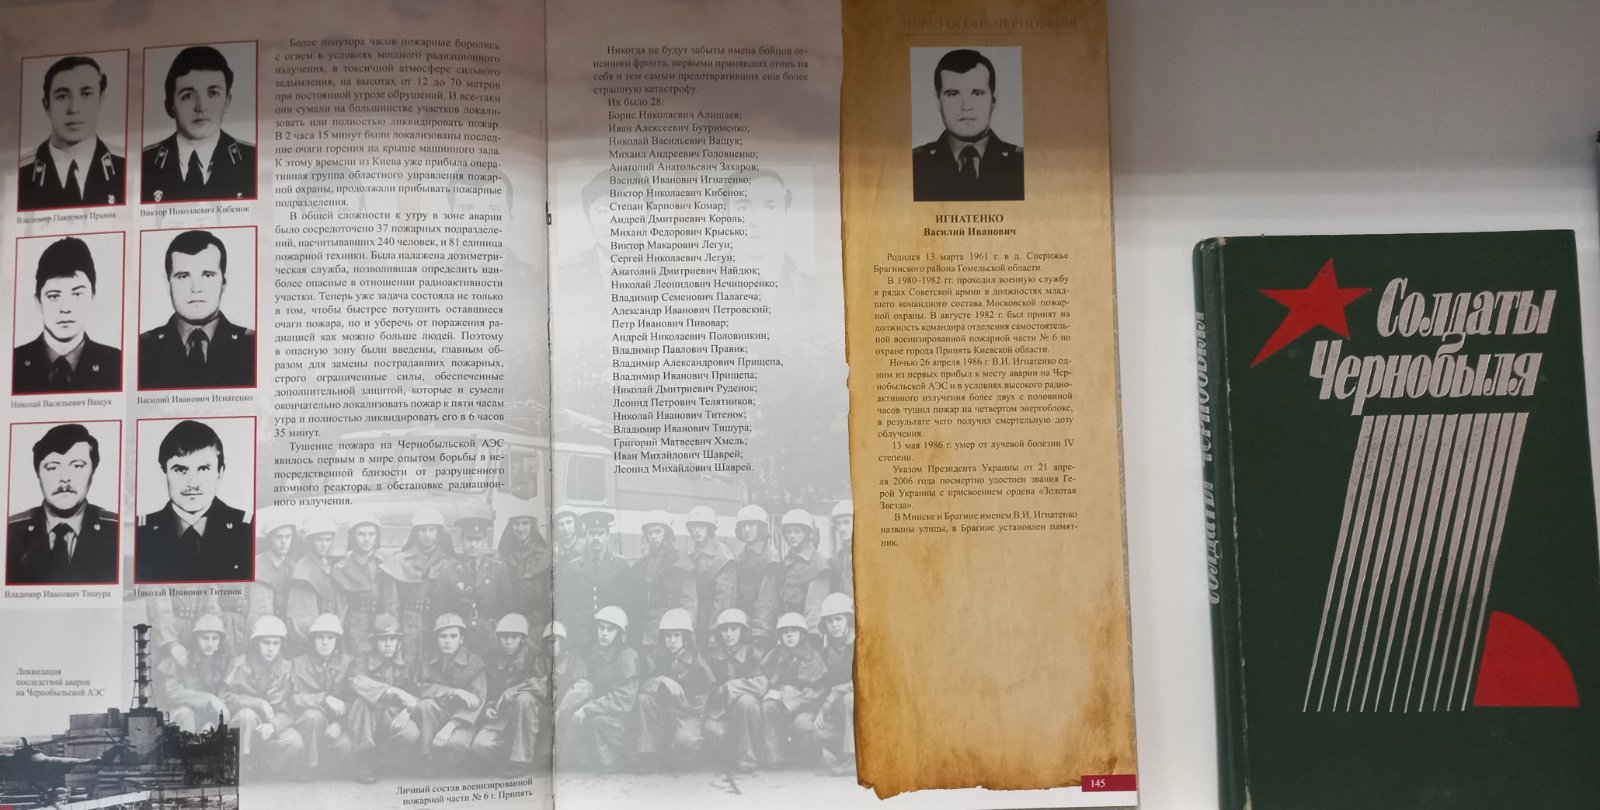 Владимир Павлович Правик
Виктор Николаевич Кибенок
Николай Васильевич Ващук
Василий Иванович Игнатенко
Владимир Иванович Тишура
Николай Иванович Титенок
Ликвидация
последствий аварии
на Чернобыльской АЭС
Более полутора часов пожарные боролись
с огнем в условиях мощного радиационного
излучения, в токсичной атмосфере сильного
задымления, на высотах от 12 до 70 метров
при постоянной угрозе обрушений. И все-таки
они сумели на большинстве участков локали-
зовать или полностью ликвидировать пожар.
В 2 часа 15 минут были локализованы послед-
ние очаги горения на крыше машинного зала.
К этому времени из Киева уже прибыла опера-
тивная группа областного управления пожар-
ной охраны, продолжали прибывать пожарные
подразделения.
В общей сложности к утру в зоне аварии
было сосредоточено 37 пожарных подразделе-
ний, насчитывавших 240 человек, и 81 единица
пожарной техники. Была налажена дозиметри-
ческая служба, позволившая определить наи-
более опасные в отношении радиоактивности
участки. Теперь уже задача состояла не только
в том, чтобы быстрее потушить оставшиеся
очаги пожара, но и уберечь от поражения ра-
диацией как можно больше людей. Поэтому
в опасную зону были введены, главным об-
разом для замены пострадавших пожарных,
строго ограниченные силы, обеспеченные
дополнительной защитой, которые и сумели
окончательно локализовать пожар к пяти часам
утра и полностью ликвидировать его в 6 часов
35 минут.
Тушение пожара на Чернобыльской АЭС
явилось первым в мире опытом борьбы в не-
посредственной близости от разрушенного
атомного реактора, в обстановке радиацион-
ного излучения.
Личный состав военизированной
пожарной части № 6 г. Припять
Никогда не будут забыты имена бойцов ог-
ненного фронта, первыми принявших огонь на
себя и тем самым предотвративших еще более
страшную катастрофу.
Их было 28:
Борис Николаевич Алишаев;
Иван Алексеевич Бутрименко;
Николай Васильевич Ващук;
Михаил Андреевич Головненко;
Анатолий Анатольевич Захаров;
Василий Иванович Игнатенко;
Виктор Николаевич Кибенок;
Степан Карпович Комар;
Андрей Дмитриевич Король;
Михаил Федорович Крысько;
Виктор Макарович Легун;
Сергей Николаевич Легун;
Анатолий Дмитриевич Найдюк;
Николай Леонидович Нечипоренко;
Владимир Семенович Палагеча;
Александр Иванович Петровский;
Петр Иванович Пивовар;
Андрей Николаевич Половинкин;
Владимир Павлович Правик;
Владимир Александрович Прищепа,
Владимир Иванович Прищепа;
Николай Дмитриевич Руденок;
Леонид Петрович Телятников;
Николай Иванович Титенок;
Владимир Иванович Тишура;
Григорий Матвеевич Хмель;
Иван Михайлович Шаврей;
Леонид Михайлович Шаврей.
ЧЕРЕЗ ОГОНЬ ЧЕРНОБЫЛЯ
ИГНАТЕНКО
Василий Иванович
Родился 13 марта 1961 г. в д. Сперижье
Брагинского района Гомельской области.
В 1980–1982 гг. проходил военную службу
в рядах Советской армии в должностях млад-
шего командного состава Московской пожар-
ной охраны. В августе 1982 г. был принят на
должность командира отделения самостоятель-
ной военизированной пожарной части № 6 по
охране города Припять Киевской области.
Ночью 26 апреля 1986 г. В.И. Игнатенко од-
ним из первых прибыл к месту аварии на Чер-
нобыльской АЭС и в условиях высокого радио-
активного излучения более двух с половиной
часов тушил пожар на четвертом энергоблоке,
в результате чего получил смертельную дозу
облучения.
13 мая 1986 г. умер от лучевой болезни IV
степени.
Указом Президента Украины от 21 апре-
ля 2006 года посмертно удостоен звания Ге-
рой Украины с присвоением ордена «Золотая
Звезда».
В Минске и Брагине именем В.И. Игнатенко
названы улицы, в Брагине установлен памят-
ник.
145
Солдаты Чернобыля
Солдаты
Чернобыля